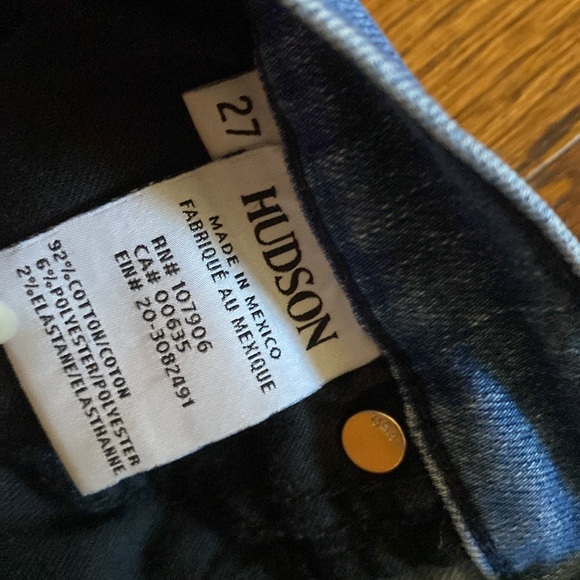 27
HUDSON
MADE IN MEXICO
FABRIQUÉ AU MEXIQUE
RN# 107906
CA# 00635
EIN# 20-3082491
92%COTTON/COTON
6%POLYESTER/POLYESTER
2%ELASTANE/ELASTHANNE